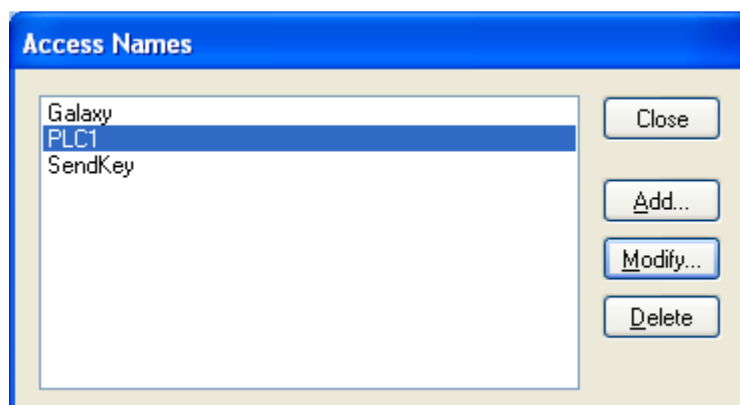 Access Names
Galaxy
PLC1
SendKey
Close
Add...
Modify...
Delete